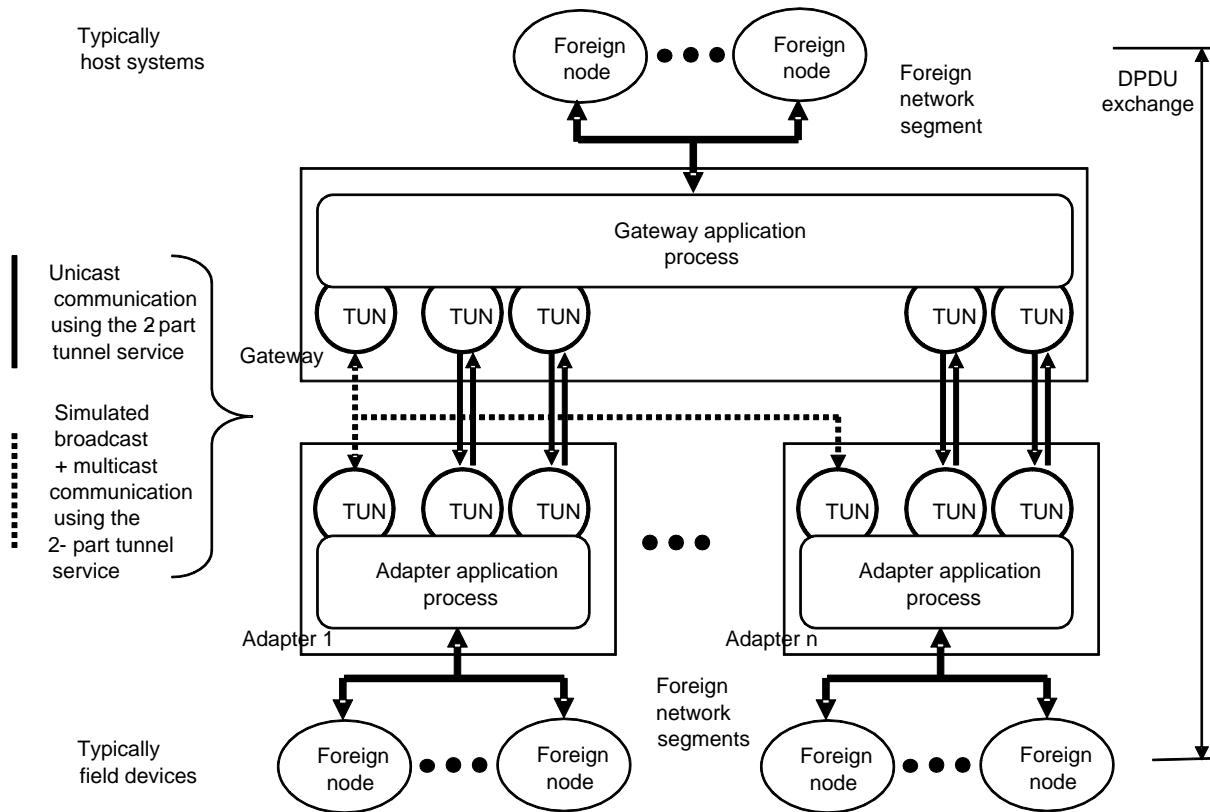 Typically
host systems
Foreign
node
Foreign
node
Foreign
network
segment
DPDU
exchange
Gateway application
process
Unicast
communication
using the 2 part
tunnel service
TUN
TUN
TUN
TUN
TUN
Gateway
Simulated
broadcast
+ multicast
communication
using the
2- part tunnel
service
TUN
TUN
TUN
TUN
TUN
TUN
Adapter application
process
Adapter application
process
Adapter 1
Adapter n
Foreign
network
segments
Typically
field devices
Foreign
node
Foreign
node
Foreign
node
Foreign
node